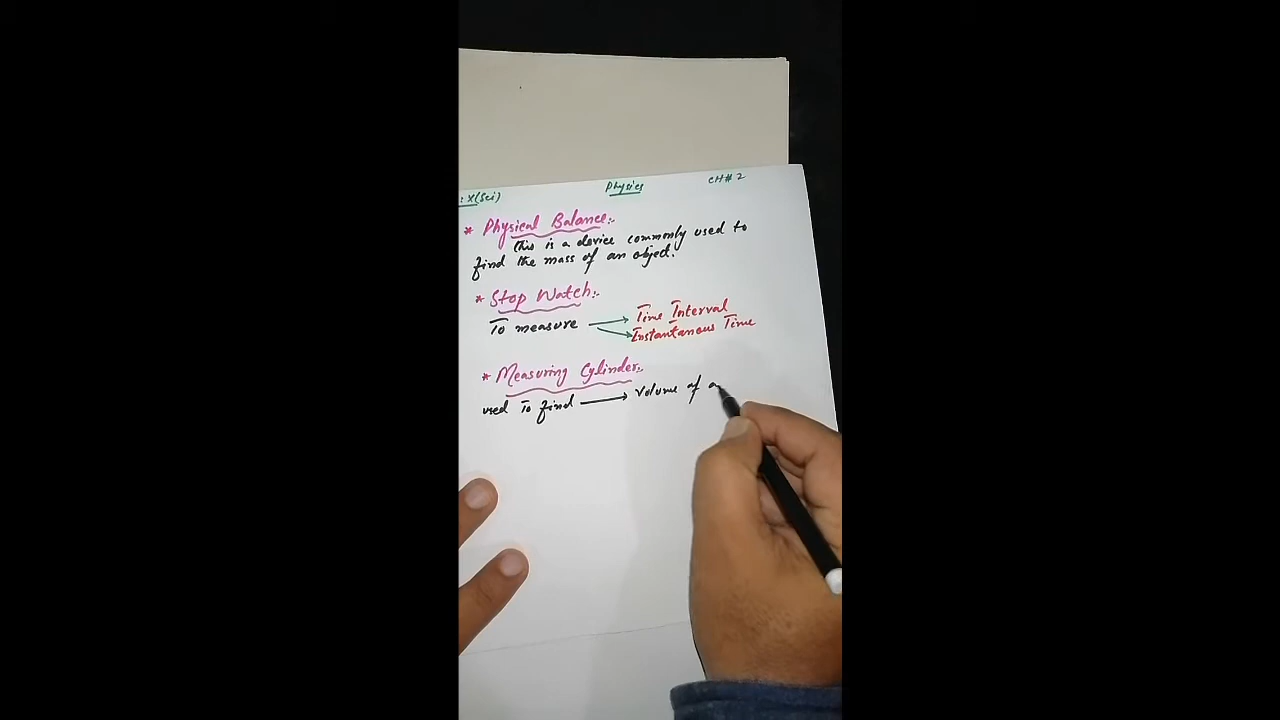 : X(Sci) Physics CH# 2
* Physical Balance:-
this is a device commonly used to
find the mass of an object.
* Stop Watch:-
To measure → Time Interval
→ Instantanous Time
* Measuring Cylinder:-
used To find → Volume of a